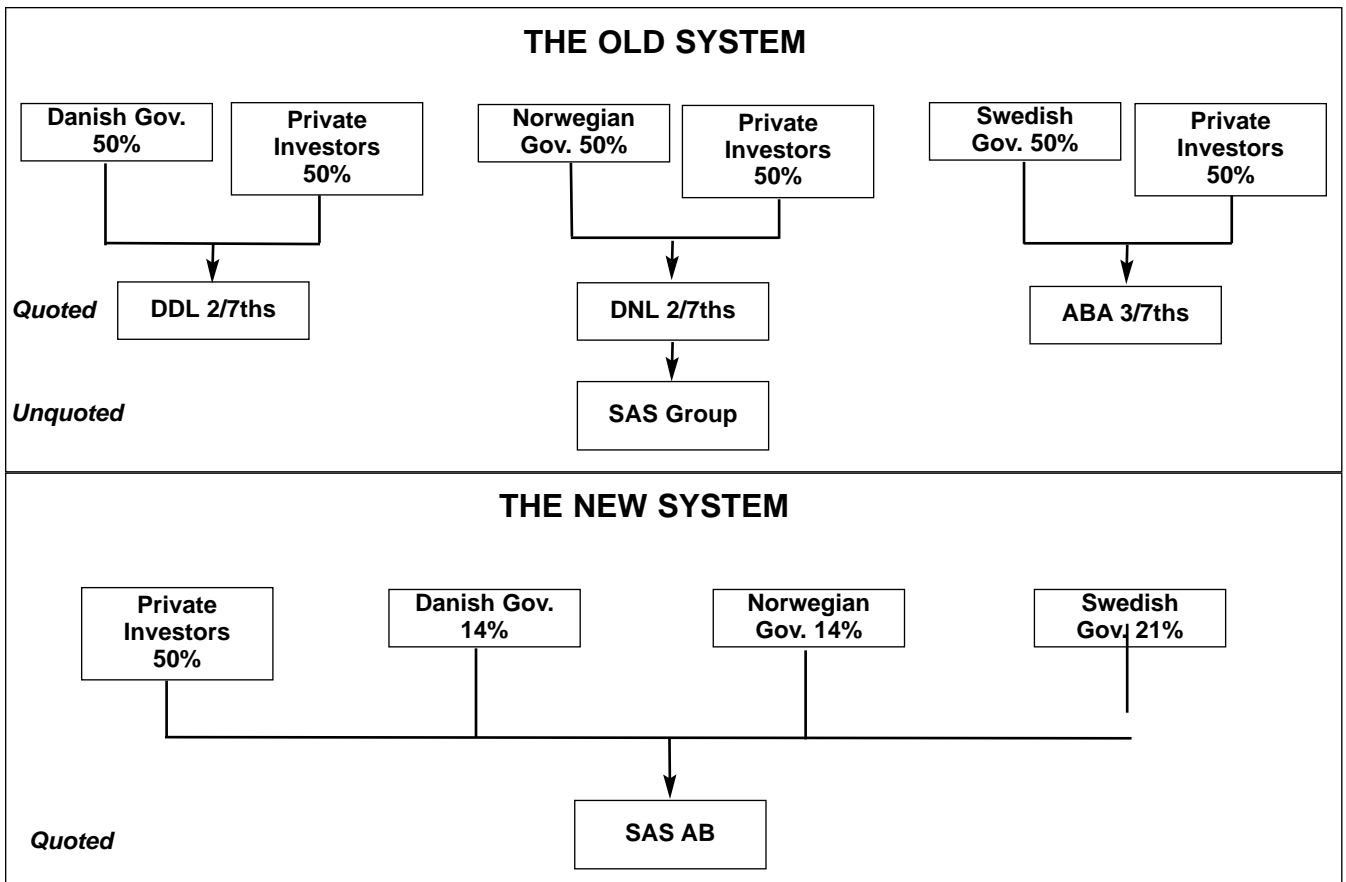 THE OLD SYSTEM
Danish Gov.
50%
Private
Investors
50%
Norwegian
Gov. 50%
Private
Investors
50%
Swedish
Gov. 50%
Private
Investors
50%
Quoted
DDL 2/7ths
DNL 2/7ths
ABA 3/7ths
Unquoted
SAS Group
THE NEW SYSTEM
Private
Investors
50%
Danish Gov.
14%
Norwegian
Gov. 14%
Swedish
Gov. 21%
Quoted
SAS AB